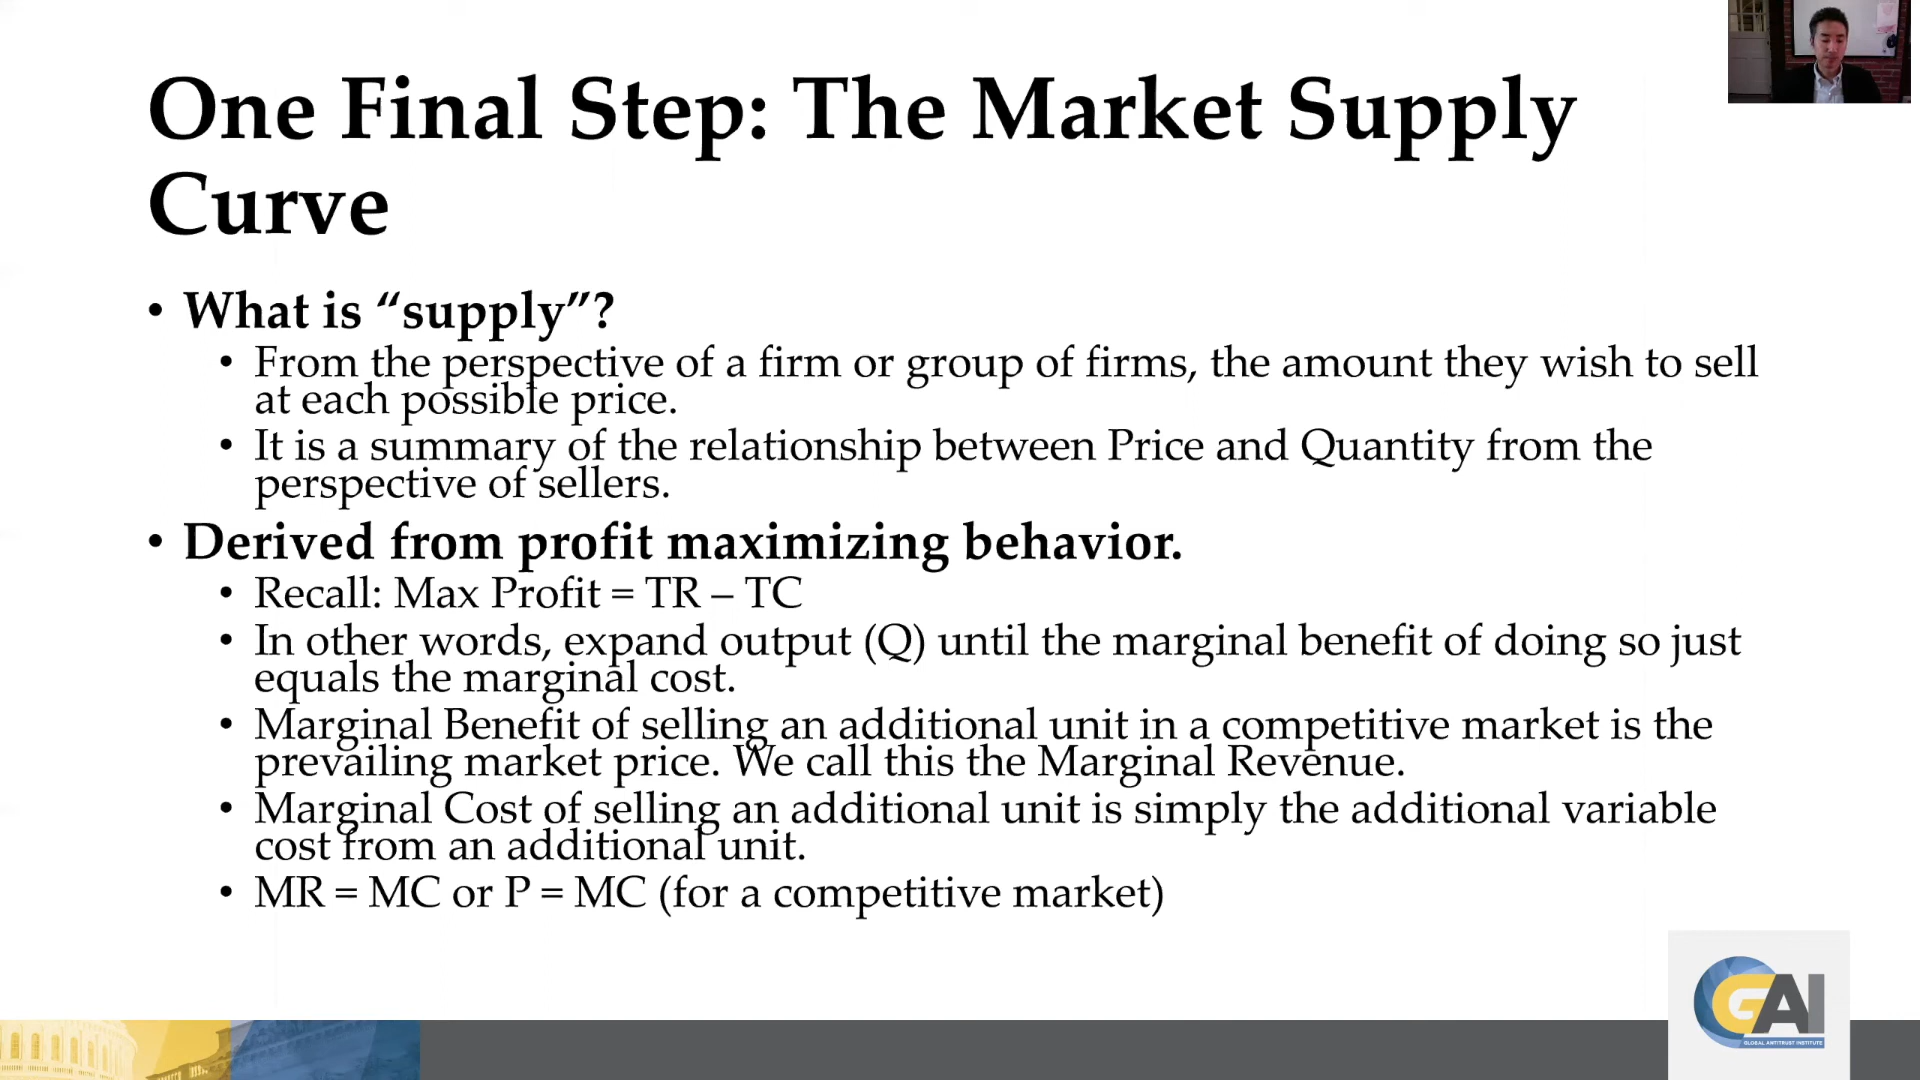 One Final Step: The Market Supply
Curve
• What is “supply”?
• From the perspective of a firm or group of firms, the amount they wish to sell
at each possible price.
• It is a summary of the relationship between Price and Quantity from the
perspective of sellers.
• Derived from profit maximizing behavior.
• Recall: Max Profit = TR – TC
• In other words, expand output (Q) until the marginal benefit of doing so just
equals the marginal cost.
• Marginal Benefit of selling an additional unit in a competitive market is the
prevailing market price. We call this the Marginal Revenue.
• Marginal Cost of selling an additional unit is simply the additional variable
cost from an additional unit.
• MR = MC or P = MC (for a competitive market)
GAI
GLOBAL ANTITRUST INSTITUTE